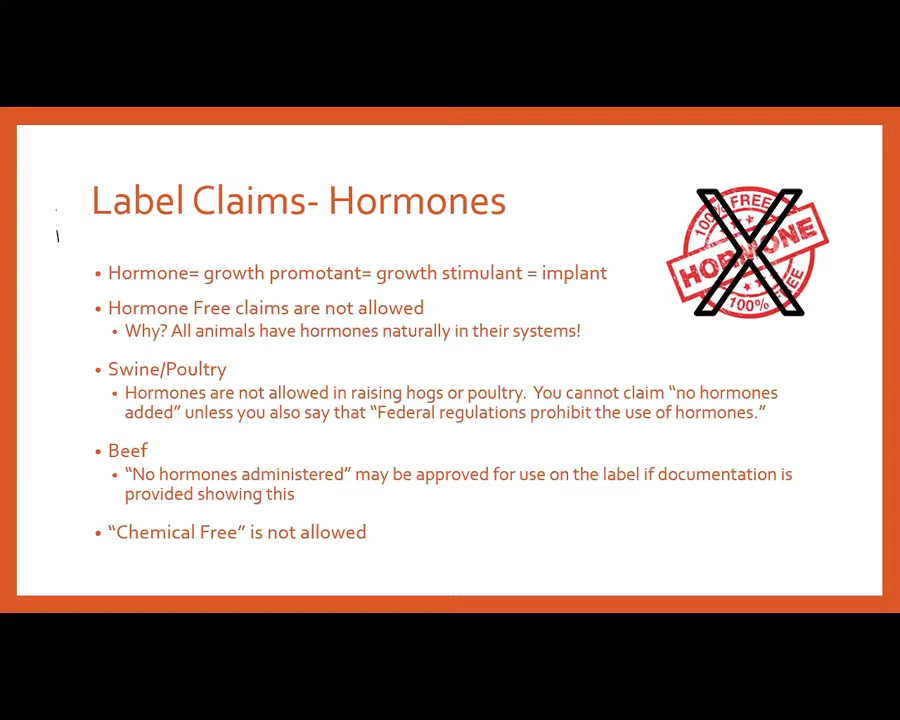 Label Claims- Hormones
100% FREE
HORMONE
100% FREE
• Hormone= growth promotant= growth stimulant = implant
• Hormone Free claims are not allowed
• Why? All animals have hormones naturally in their systems!
• Swine/Poultry
• Hormones are not allowed in raising hogs or poultry. You cannot claim “no hormones
added” unless you also say that “Federal regulations prohibit the use of hormones.”
• Beef
• “No hormones administered” may be approved for use on the label if documentation is
provided showing this
• “Chemical Free” is not allowed